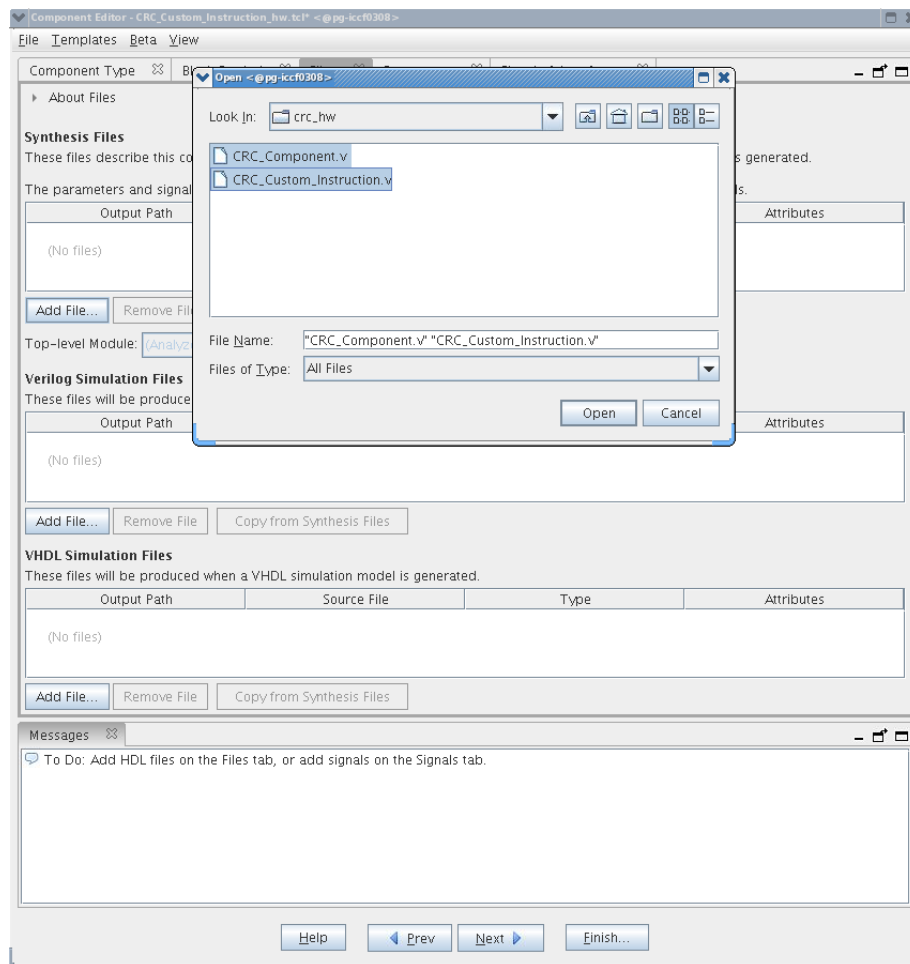 Component Editor - CRC_Custom_Instruction_hw.tcl* <@pg-iccf0308>
File Templates Beta View
Component Type
About Files
Synthesis Files
These files describe this co
s generated.
The parameters and signal
ls.
Output Path Attributes
(No files)
Add File... Remove File
Top-level Module: (Analyz
Verilog Simulation Files
These files will be produce
Output Path Attributes
(No files)
Add File... Remove File Copy from Synthesis Files
VHDL Simulation Files
These files will be produced when a VHDL simulation model is generated.
Output Path Source File Type Attributes
(No files)
Add File... Remove File Copy from Synthesis Files
Open <@pg-iccf0308>
Look In: crc_hw
CRC_Component.v
CRC_Custom_Instruction.v
File Name: "CRC_Component.v" "CRC_Custom_Instruction.v"
Files of Type: All Files
Open Cancel
Messages
To Do: Add HDL files on the Files tab, or add signals on the Signals tab.
Help Prev Next Finish...